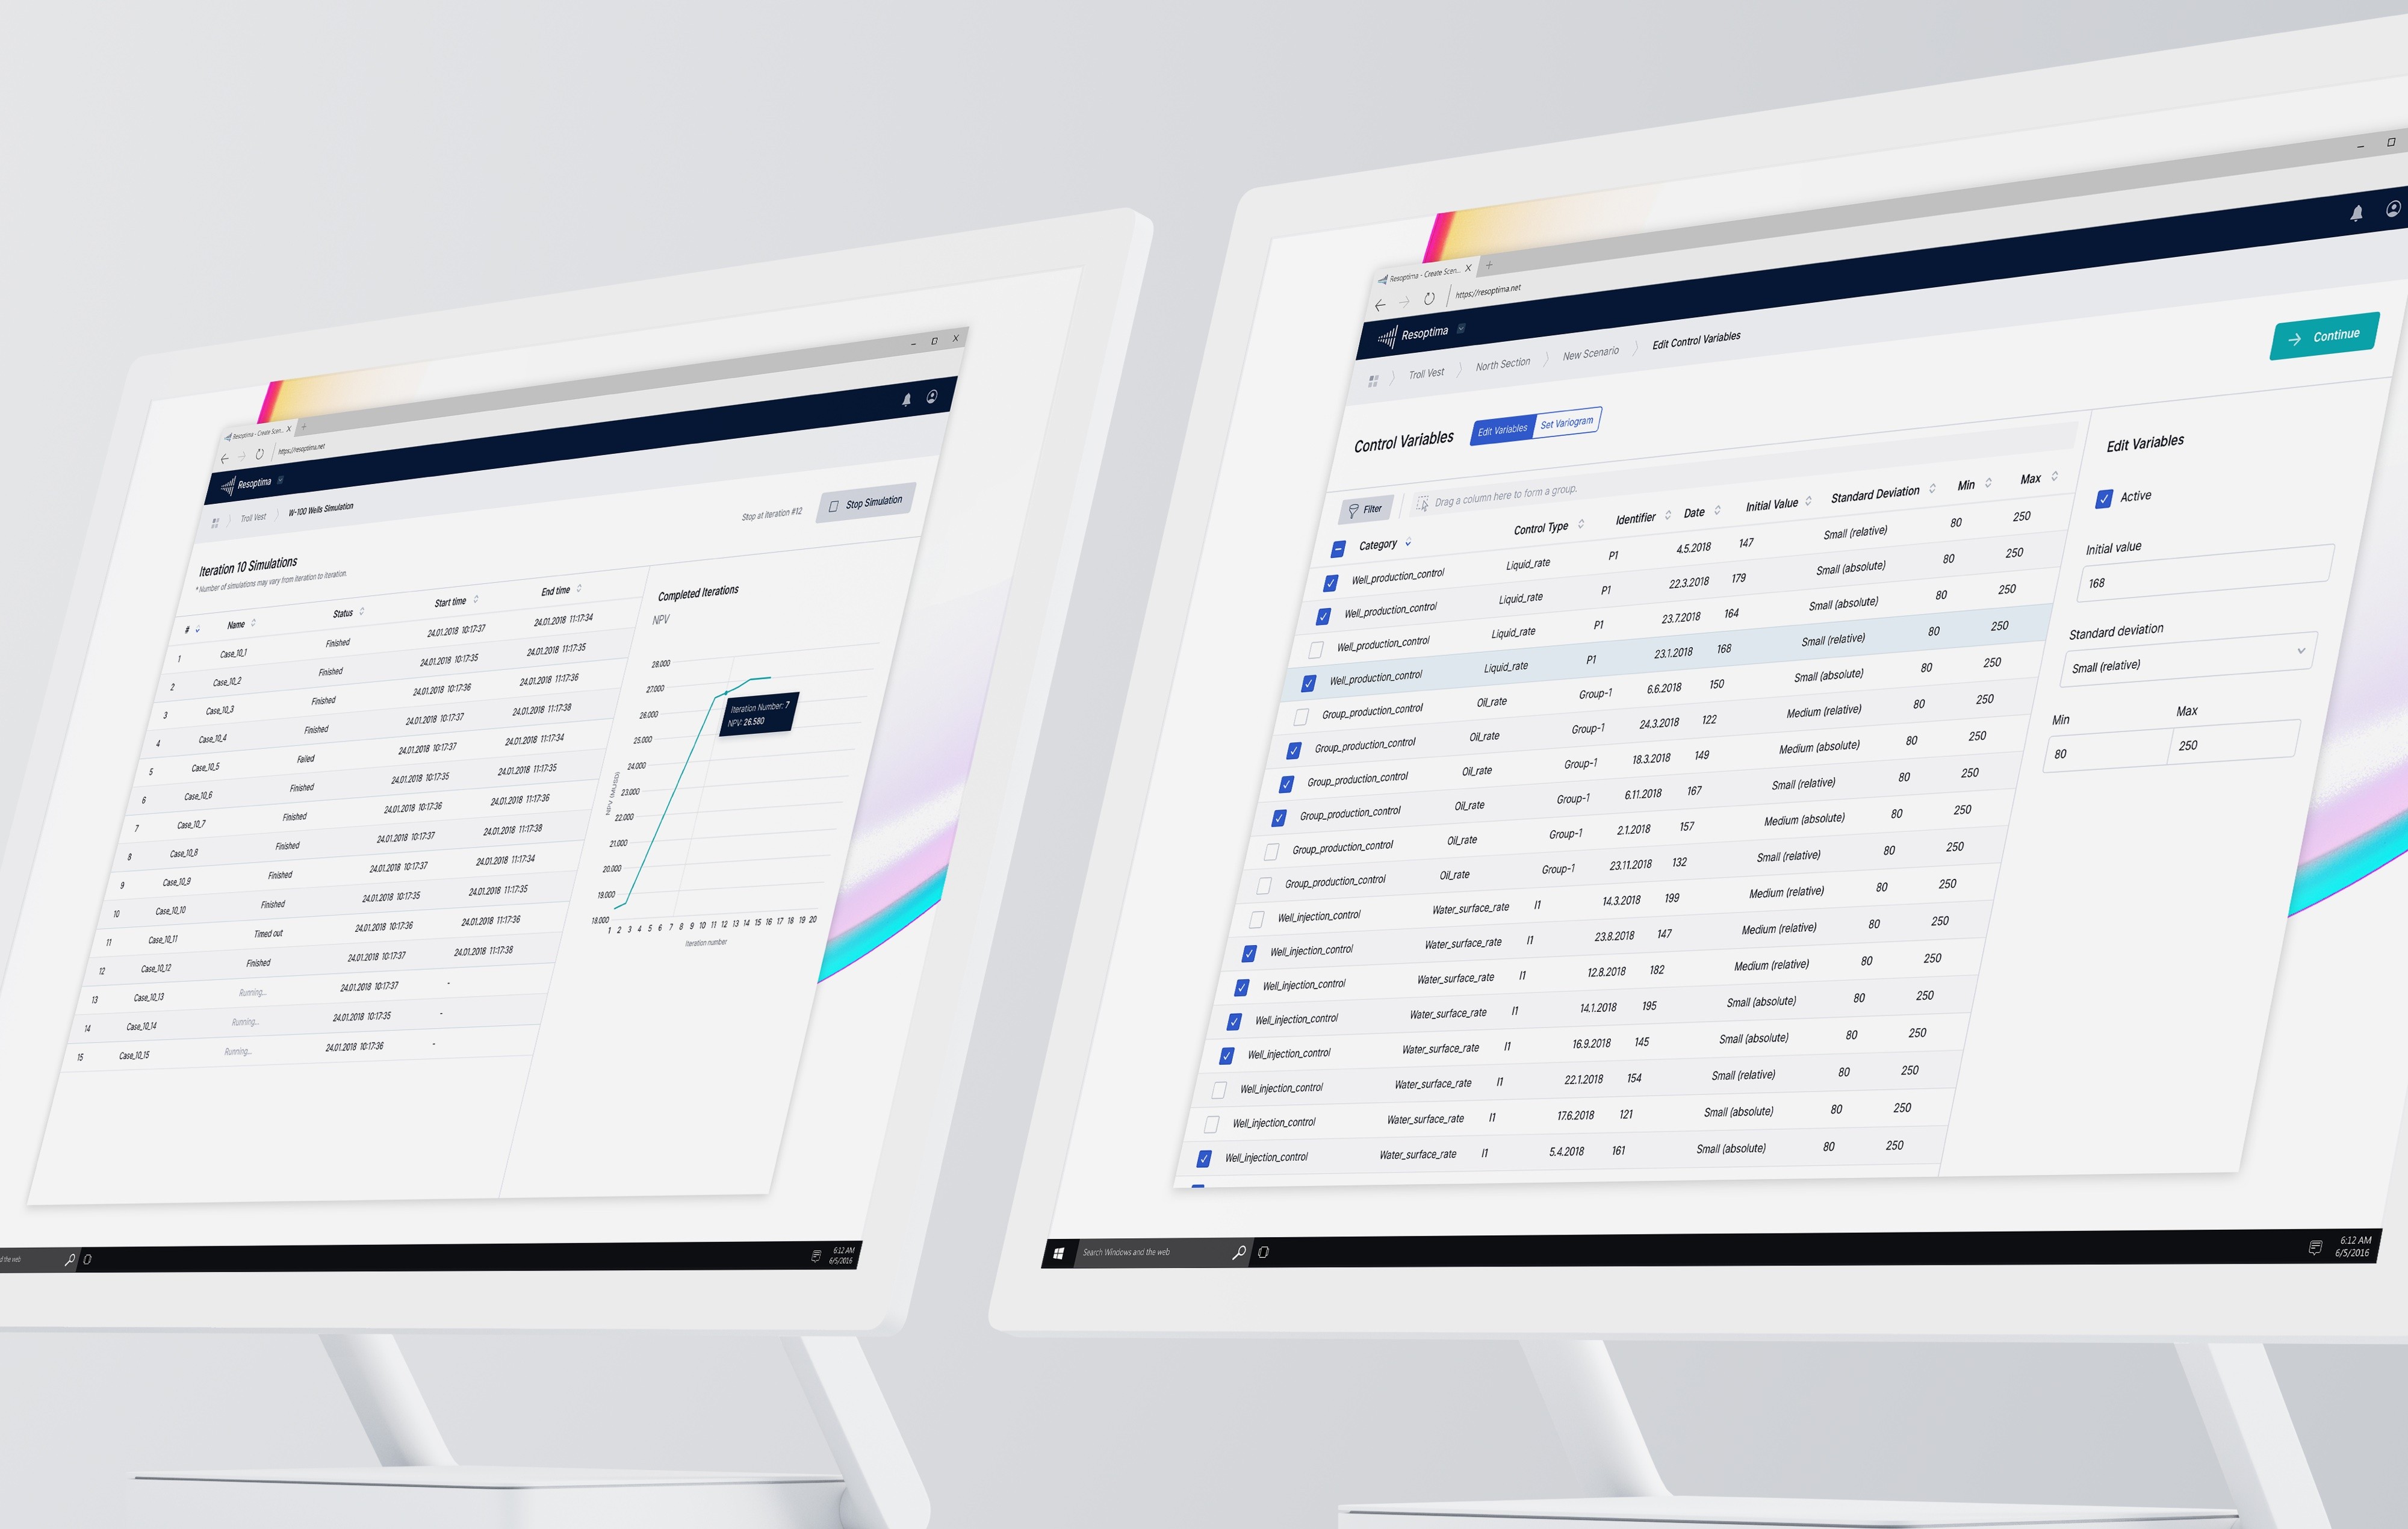 Resoptima - Create Scen...
https://resoptima.net
Resoptima
Troll Vest
W-100 Wells Simulation
Iteration 10 Simulations
* Number of simulations may vary from iteration to iteration.
Stop at iteration #12
Stop Simulation
# Name Status Start time End time
1 Case_10_1 Finished 24.01.2018 10:17:37 24.01.2018 11:17:34
2 Case_10_2 Finished 24.01.2018 10:17:35 24.01.2018 11:17:35
3 Case_10_3 Finished 24.01.2018 10:17:36 24.01.2018 11:17:36
4 Case_10_4 Finished 24.01.2018 10:17:37 24.01.2018 11:17:38
5 Case_10_5 Failed 24.01.2018 10:17:37 24.01.2018 11:17:34
6 Case_10_6 Finished 24.01.2018 10:17:35 24.01.2018 11:17:35
7 Case_10_7 Finished 24.01.2018 10:17:36 24.01.2018 11:17:36
8 Case_10_8 Finished 24.01.2018 10:17:37 24.01.2018 11:17:38
9 Case_10_9 Finished 24.01.2018 10:17:37 24.01.2018 11:17:34
10 Case_10_10 Finished 24.01.2018 10:17:35 24.01.2018 11:17:35
11 Case_10_11 Timed out 24.01.2018 10:17:36 24.01.2018 11:17:36
12 Case_10_12 Finished 24.01.2018 10:17:37 24.01.2018 11:17:38
13 Case_10_13 Running... 24.01.2018 10:17:37 -
14 Case_10_14 Running... 24.01.2018 10:17:35 -
15 Case_10_15 Running... 24.01.2018 10:17:36 -
Completed Iterations
NPV
28.000
27.000
26.000
25.000
24.000
23.000
22.000
21.000
20.000
19.000
18.000
NPV (MUSD)
Iteration Number: 7
NPV: 26.580
1 2 3 4 5 6 7 8 9 10 11 12 13 14 15 16 17 18 19 20
Iteration number
d the web
6:12 AM
6/5/2016
Resoptima - Create Scen...
https://resoptima.net
Resoptima
Troll Vest
North Section
New Scenario
Edit Control Variables
Continue
Control Variables
Edit Variables
Set Variogram
Filter
Drag a column here to form a group.
Category Control Type Identifier Date Initial Value Standard Deviation Min Max
Well_production_control Liquid_rate P1 4.5.2018 147 Small (relative) 80 250
Well_production_control Liquid_rate P1 22.3.2018 179 Small (absolute) 80 250
Well_production_control Liquid_rate P1 23.7.2018 164 Small (absolute) 80 250
Well_production_control Liquid_rate P1 23.1.2018 168 Small (relative) 80 250
Group_production_control Oil_rate Group-1 6.6.2018 150 Small (absolute) 80 250
Group_production_control Oil_rate Group-1 24.3.2018 122 Medium (relative) 80 250
Group_production_control Oil_rate Group-1 18.3.2018 149 Medium (absolute) 80 250
Group_production_control Oil_rate Group-1 6.11.2018 167 Small (relative) 80 250
Group_production_control Oil_rate Group-1 2.1.2018 157 Medium (absolute) 80 250
Group_production_control Oil_rate Group-1 23.11.2018 132 Small (relative) 80 250
Well_injection_control Water_surface_rate I1 14.3.2018 199 Medium (relative) 80 250
Well_injection_control Water_surface_rate I1 23.8.2018 147 Medium (relative) 80 250
Well_injection_control Water_surface_rate I1 12.8.2018 182 Medium (relative) 80 250
Well_injection_control Water_surface_rate I1 14.1.2018 195 Small (absolute) 80 250
Well_injection_control Water_surface_rate I1 16.9.2018 145 Small (absolute) 80 250
Well_injection_control Water_surface_rate I1 22.1.2018 154 Small (relative) 80 250
Well_injection_control Water_surface_rate I1 17.6.2018 121 Small (absolute) 80 250
Well_injection_control Water_surface_rate I1 5.4.2018 161 Small (absolute) 80 250
Edit Variables
Active
Initial value
168
Standard deviation
Small (relative)
Min Max
80 250
Search Windows and the web
6:12 AM
6/5/2016